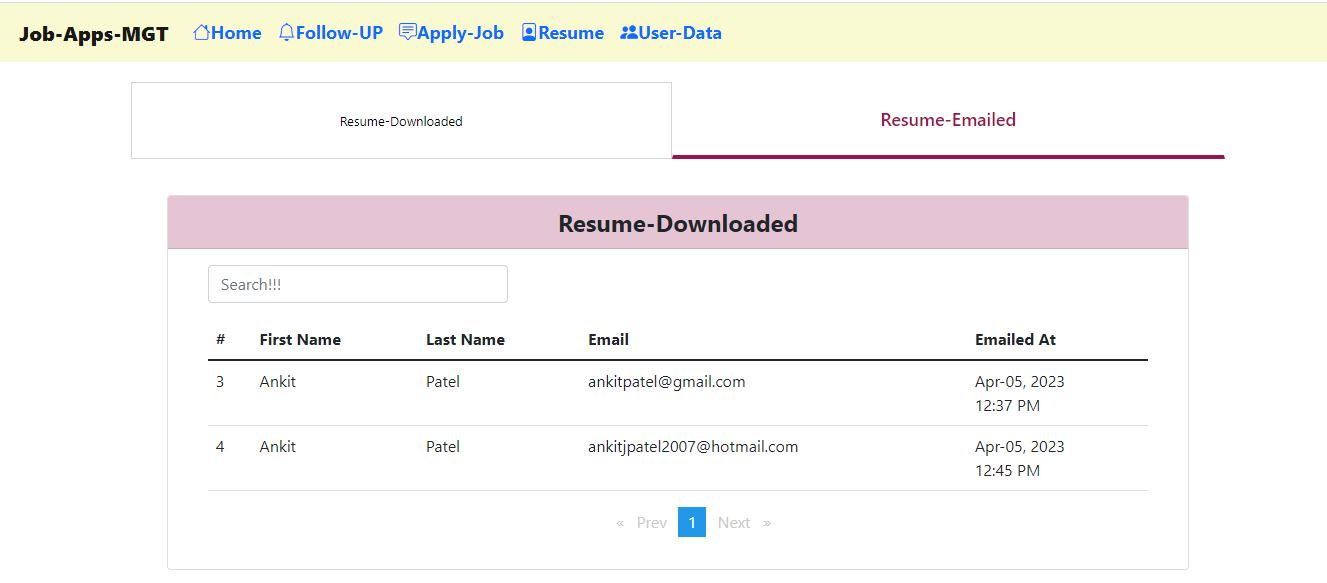 Job-Apps-MGT Home Follow-UP Apply-Job Resume User-Data
Resume-Downloaded Resume-Emailed
Resume-Downloaded
Search!!!
# First Name Last Name Email Emailed At
3 Ankit Patel ankitpatel@gmail.com Apr-05, 2023
12:37 PM
4 Ankit Patel ankitjpatel2007@hotmail.com Apr-05, 2023
12:45 PM
« Prev 1 Next »